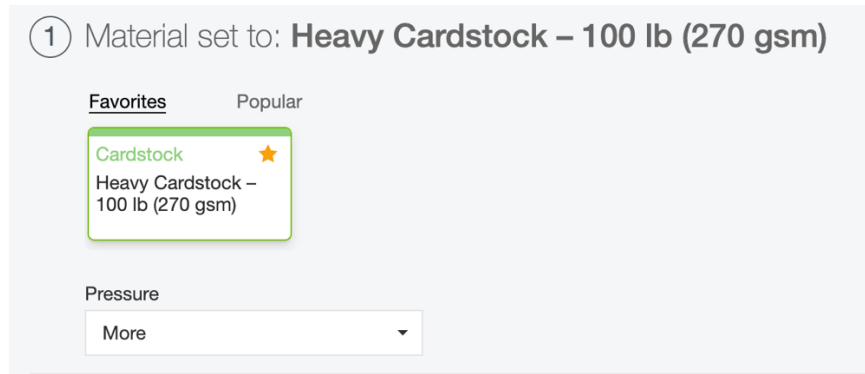 1 Material set to: Heavy Cardstock – 100 lb (270 gsm)
Favorites Popular
Cardstock
Heavy Cardstock –
100 lb (270 gsm)
Pressure
More